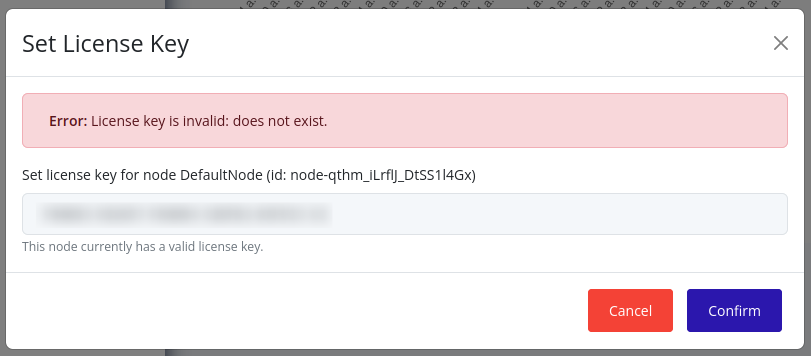 Set License Key
Error: License key is invalid: does not exist.
Set license key for node DefaultNode (id: node-qthm_iLrflJ_DtSS1l4Gx)
This node currently has a valid license key.
Cancel
Confirm